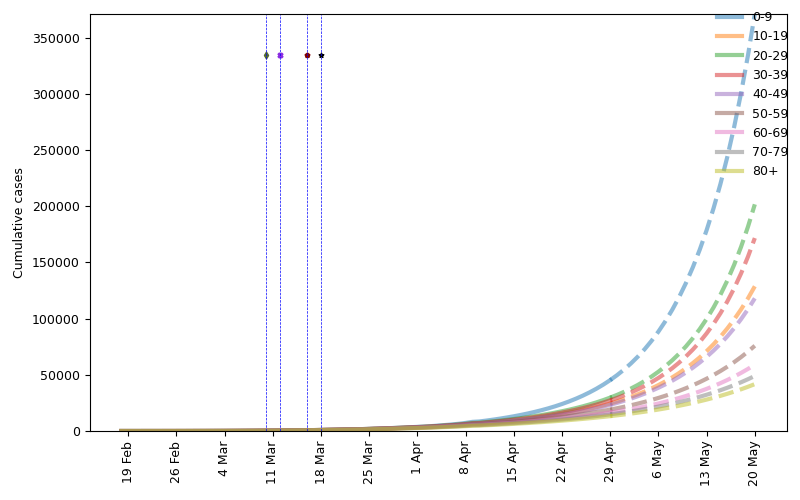 350000
300000
250000
200000
150000
100000
50000
0
Cumulative cases
19 Feb
26 Feb
4 Mar
11 Mar
18 Mar
25 Mar
1 Apr
8 Apr
15 Apr
22 Apr
29 Apr
6 May
13 May
20 May
0-9
10-19
20-29
30-39
40-49
50-59
60-69
70-79
80+